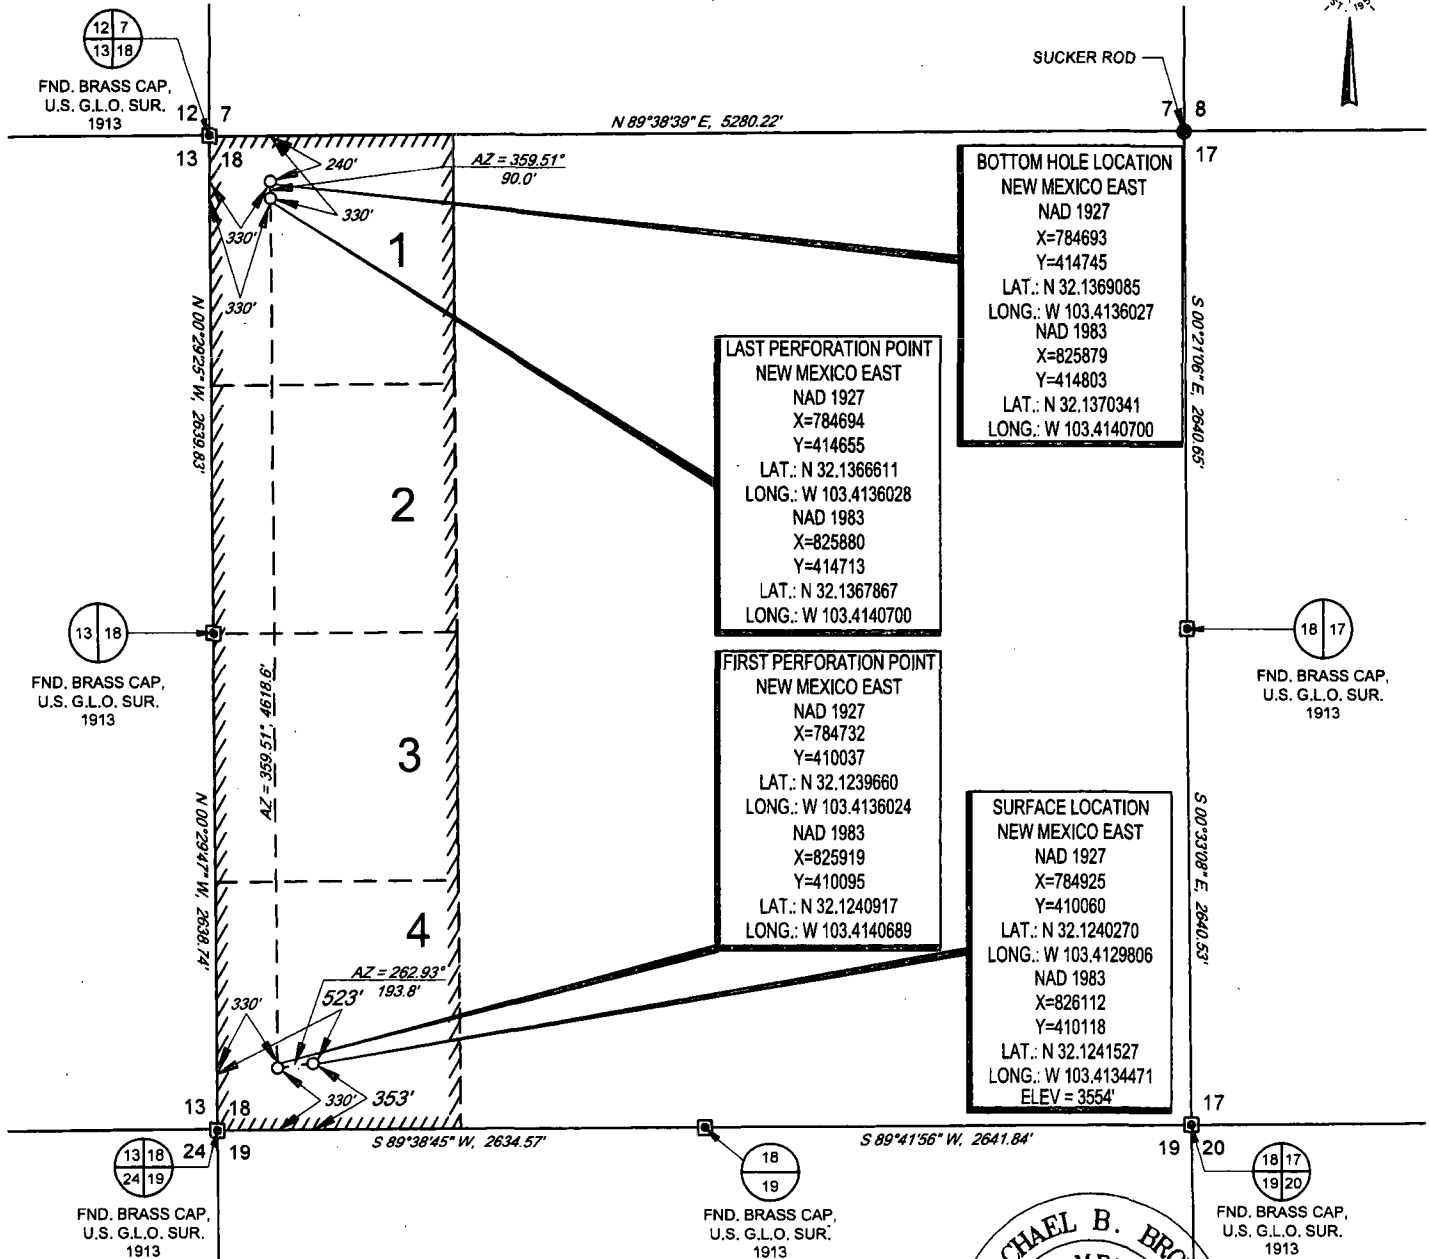 12 7
13 18
FND. BRASS CAP,
U.S. G.L.O. SUR.
1913
12 7
13 18
SUCKER ROD
7 8
17
N 89°38'39" E, 5280.22'
240'
AZ = 359.51°
90.0'
330'
330'
330'
1
BOTTOM HOLE LOCATION
NEW MEXICO EAST
NAD 1927
X=784693
Y=414745
LAT.: N 32.1369085
LONG.: W 103.4136027
NAD 1983
X=825879
Y=414803
LAT.: N 32.1370341
LONG.: W 103.4140700
N 00°29'25" W, 2639.83'
S 00°21'06" E, 2640.65'
LAST PERFORATION POINT
NEW MEXICO EAST
NAD 1927
X=784694
Y=414655
LAT.: N 32.1366611
LONG.: W 103.4136028
NAD 1983
X=825880
Y=414713
LAT.: N 32.1367867
LONG.: W 103.4140700
2
13 18
FND. BRASS CAP,
U.S. G.L.O. SUR.
1913
18 17
FND. BRASS CAP,
U.S. G.L.O. SUR.
1913
AZ = 359.51°, 4618.6'
3
FIRST PERFORATION POINT
NEW MEXICO EAST
NAD 1927
X=784732
Y=410037
LAT.: N 32.1239660
LONG.: W 103.4136024
NAD 1983
X=825919
Y=410095
LAT.: N 32.1240917
LONG.: W 103.4140689
N 00°29'47" W, 2638.74'
S 00°33'08" E, 2640.53'
SURFACE LOCATION
NEW MEXICO EAST
NAD 1927
X=784925
Y=410060
LAT.: N 32.1240270
LONG.: W 103.4129806
NAD 1983
X=826112
Y=410118
LAT.: N 32.1241527
LONG.: W 103.4134471
ELEV = 3554'
4
AZ = 262.93°
193.8'
330'
523'
330'
353'
13 18
24 19
S 89°38'45" W, 2634.57'
S 89°41'56" W, 2641.84'
17
19 20
13 18
24 19
FND. BRASS CAP,
U.S. G.L.O. SUR.
1913
18
19
FND. BRASS CAP,
U.S. G.L.O. SUR.
1913
18 17
19 20
FND. BRASS CAP,
U.S. G.L.O. SUR.
1913
B.